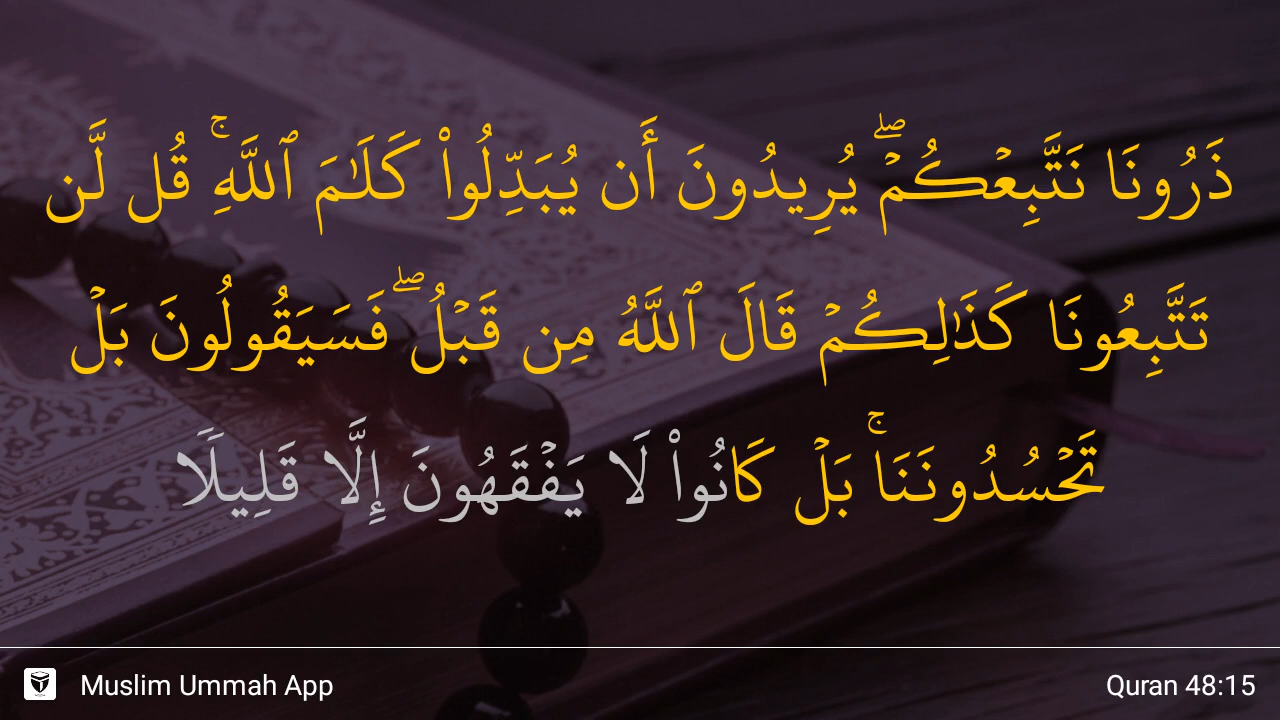 ذَرُونَا نَتَّبِعۡكُمۡۖ يُرِيدُونَ أَن يُبَدِّلُواْ كَلَٰمَ ٱللَّهِۚ قُل لَّن
تَتَّبِعُونَا كَذَٰلِكُمۡ قَالَ ٱللَّهُ مِن قَبۡلُۖ فَسَيَقُولُونَ بَلۡ
تَحۡسُدُونَنَاۚ بَلۡ كَانُواْ لَا يَفۡقَهُونَ إِلَّا قَلِيلَٗا
Muslim Ummah App
Quran 48:15